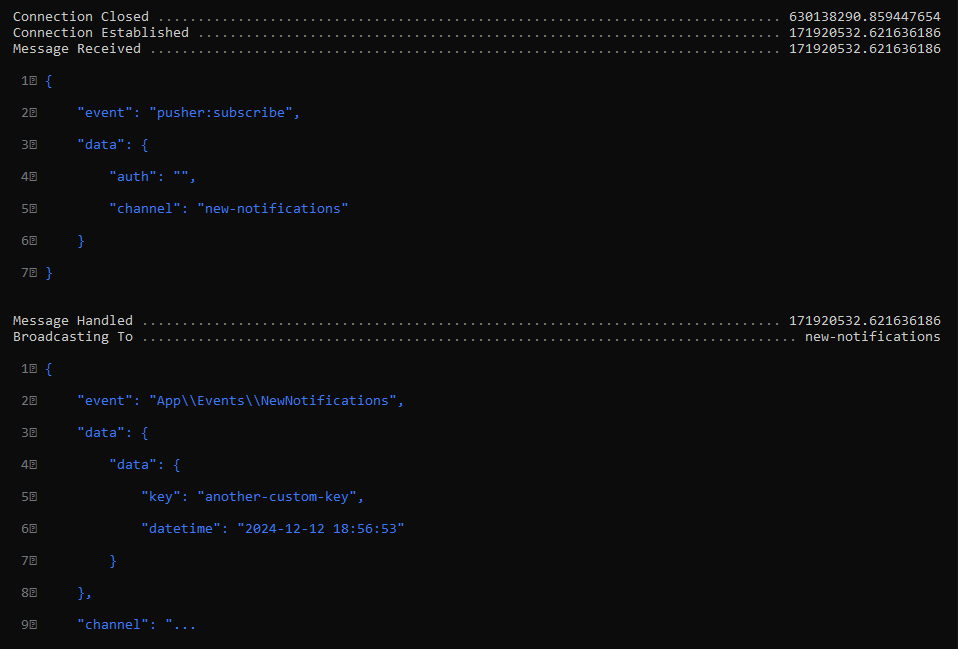 Connection Closed .............................................................................. 630138290.859447654
Connection Established ......................................................................... 171920532.621636186
Message Received ............................................................................... 171920532.621636186
1 {
2     "event": "pusher:subscribe",
3     "data": {
4         "auth": "",
5         "channel": "new-notifications"
6     }
7 }
Message Handled ................................................................................ 171920532.621636186
Broadcasting To .................................................................................. new-notifications
1 {
2     "event": "App\\Events\\NewNotifications",
3     "data": {
4         "data": {
5             "key": "another-custom-key",
6             "datetime": "2024-12-12 18:56:53"
7         }
8     },
9     "channel": "...